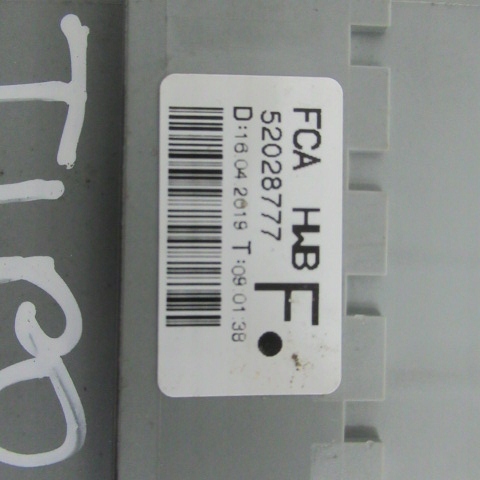 FCA HWB
52028777
D:16 04 2019 T:09 01:38
F
TIPO